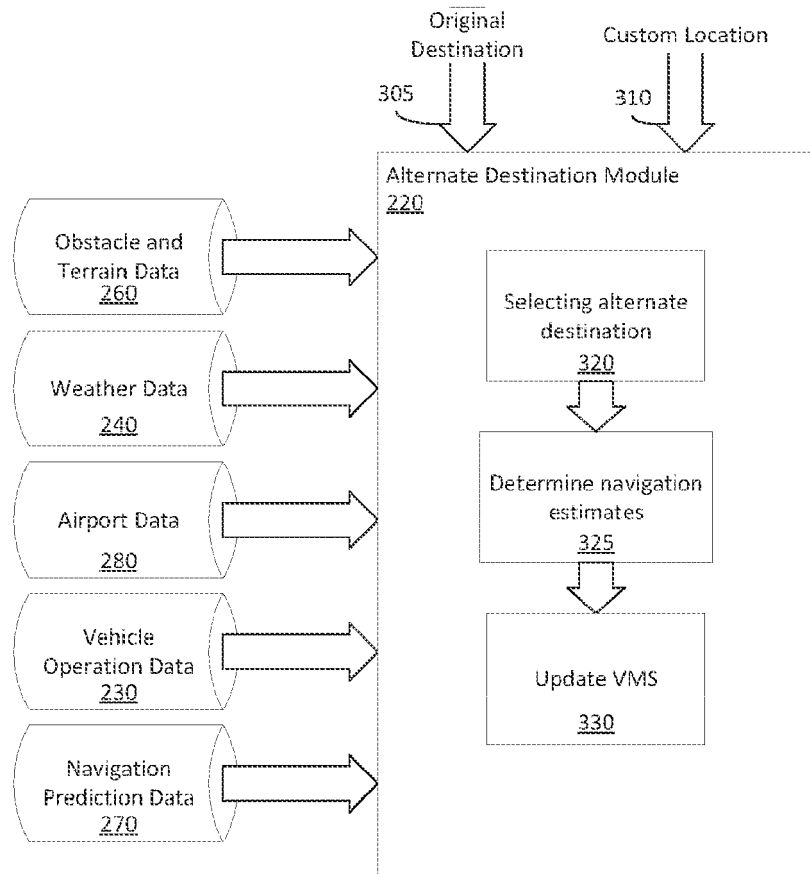 Original
Destination
Custom Location
305
310
Alternate Destination Module
220
Obstacle and
Terrain Data
260
Selecting alternate
destination
320
Weather Data
240
Determine navigation
estimates
325
Airport Data
280
Vehicle
Operation Data
230
Update VMS
330
Navigation
Prediction Data
270